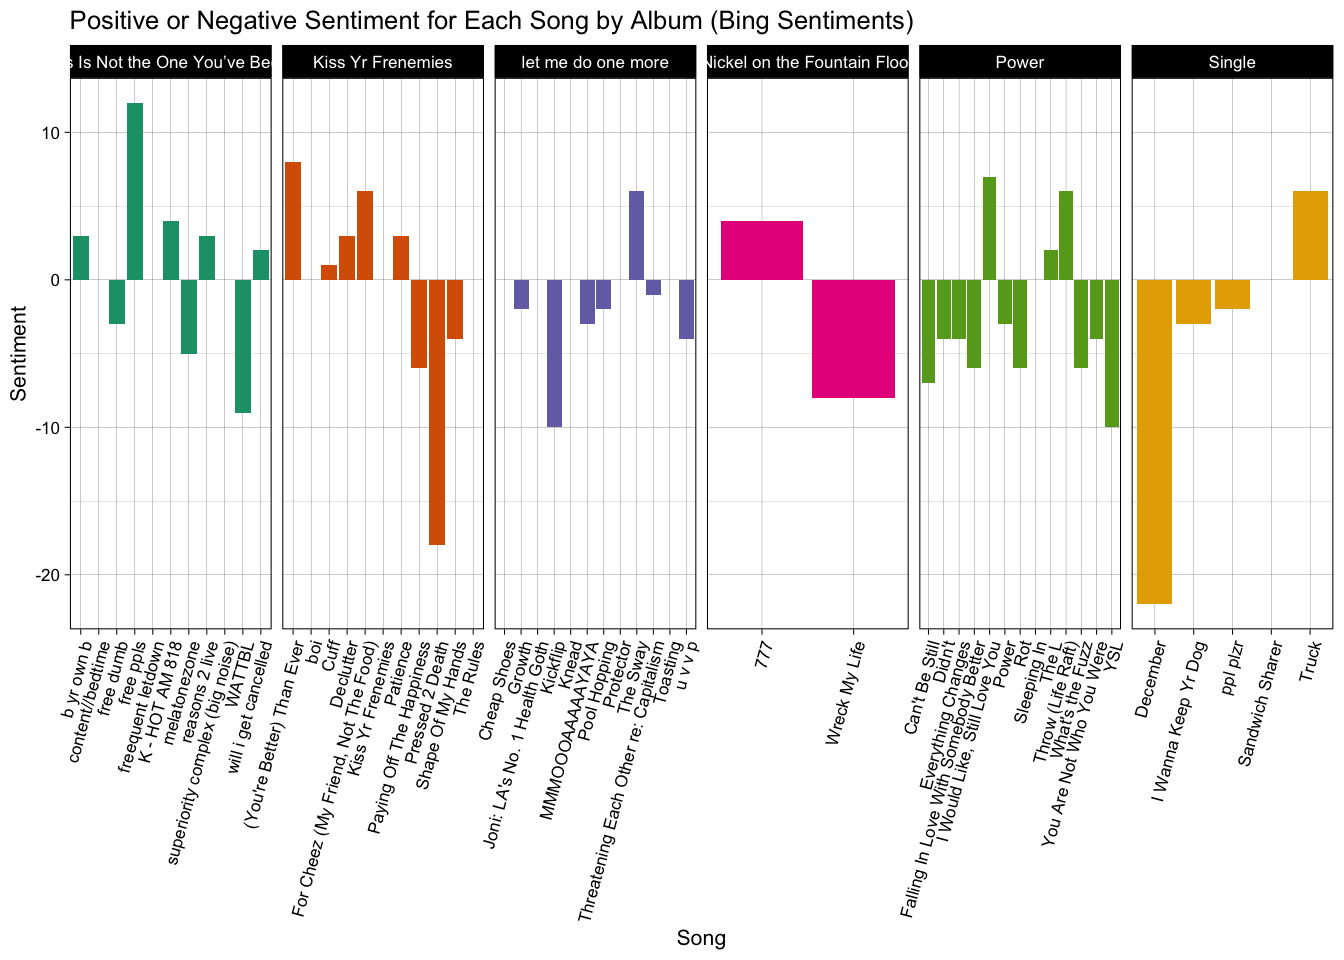 Positive or Negative Sentiment for Each Song by Album (Bing Sentiments)
s Is Not the One You've Bee
Kiss Yr Frenemies
let me do one more
Nickel on the Fountain Floo
Power
Single
10
0
-10
-20
Sentiment
b yr own b
content//bedtime
free dumb
free ppls
frequent letdown
K - HOT AM 818
melatonezone
reasons 2 live
superiority complex (big noise)
WATTBL
will i get cancelled
(You're Better) Than Ever
boi
Cuff
Declutter
For Cheez (My Friend, Not The Food)
Kiss Yr Frenemies
Patience
Paying Off The Happiness
Pressed 2 Death
Shape Of My Hands
The Rules
Cheap Shoes
Growth
Joni: LA's No. 1 Health Goth
Kickflip
Knead
MMMOOOAAAAAYAYA
Pool Hopping
Protector
The Sway
Threatening Each Other re: Capitalism
Toasting
u v v p
777
Wreck My Life
Can't Be Still
Didn't
Everything Changes
Falling In Love With Somebody Better
I Would Like, Still Love You
Power
Rot
Sleeping In
The L
Throw (Life Raft)
What's the Fuzz
You Are Not Who You Were
YSL
December
I Wanna Keep Yr Dog
ppl plzr
Sandwich Sharer
Truck
Song